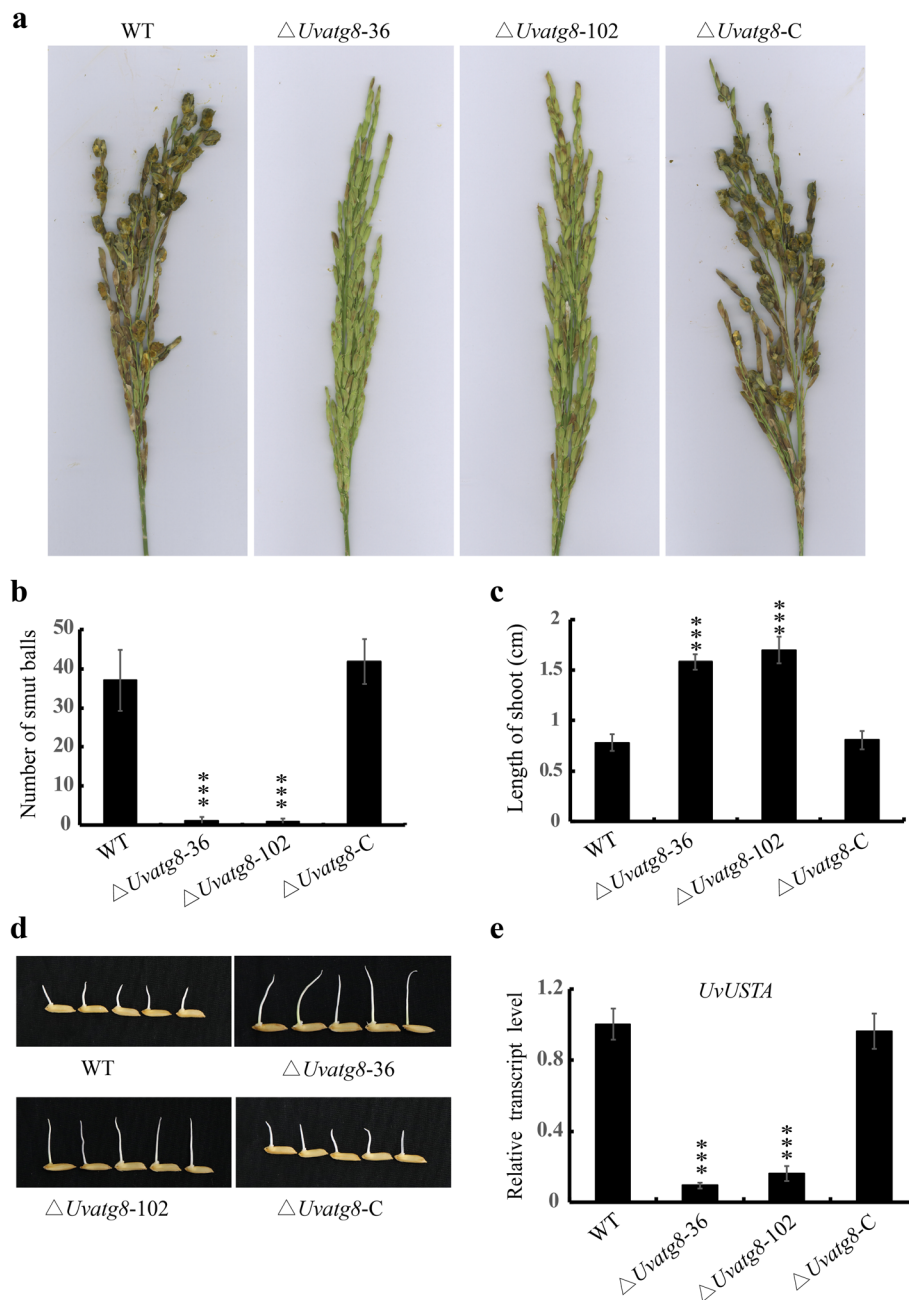 a
WT
△Uvatg8-36
△Uvatg8-102
△Uvatg8-C
b
Number of smut balls
50
40
30
20
10
0
***
***
WT
△Uvatg8-36
△Uvatg8-102
△Uvatg8-C
c
Length of shoot (cm)
2
1.5
1
0.5
0
***
***
WT
△Uvatg8-36
△Uvatg8-102
△Uvatg8-C
d
WT
△Uvatg8-36
△Uvatg8-102
△Uvatg8-C
e
UvUSTA
Relative transcript level
1.2
0.8
0.4
0
***
***
WT
△Uvatg8-36
△Uvatg8-102
△Uvatg8-C